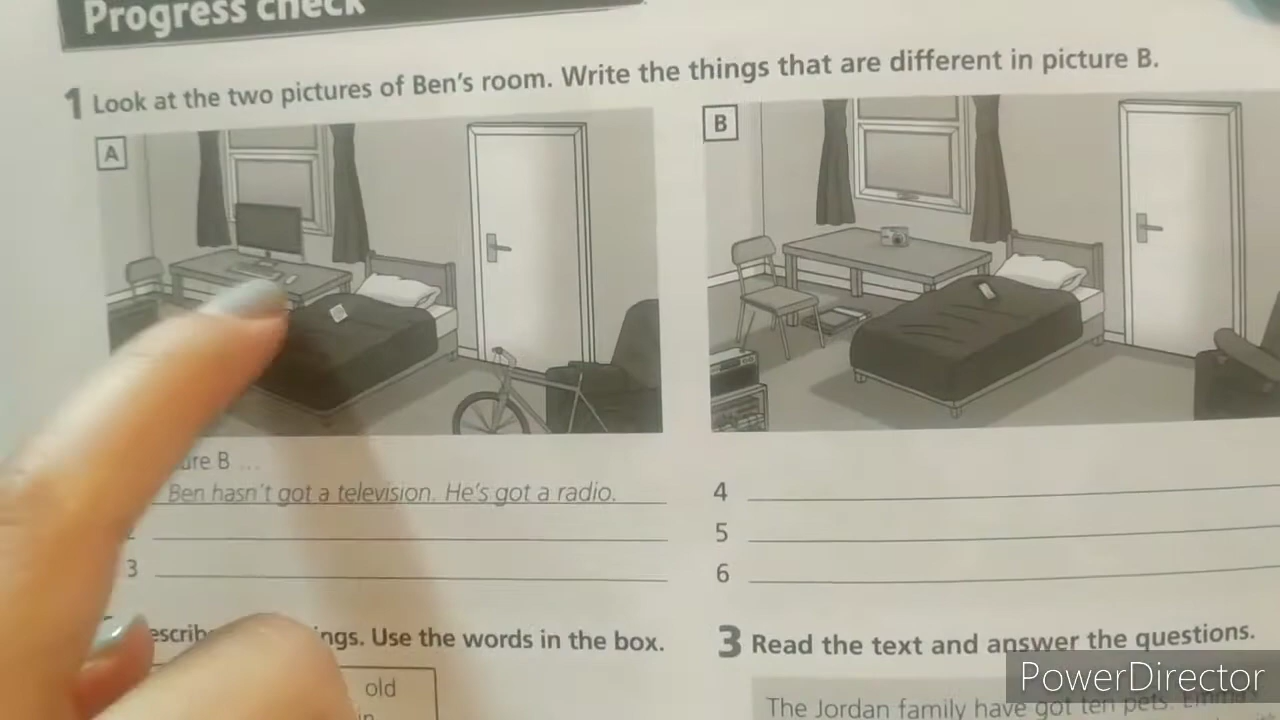 Progress check
1 Look at the two pictures of Ben's room. Write the things that are different in picture B.
A
B
B ...
Ben hasn't got a television. He's got a radio.
3
4
5
6
Use the words in the box.
old
3 Read the text and answer the questions.
The Jordan family have got ten pets.
PowerDirector